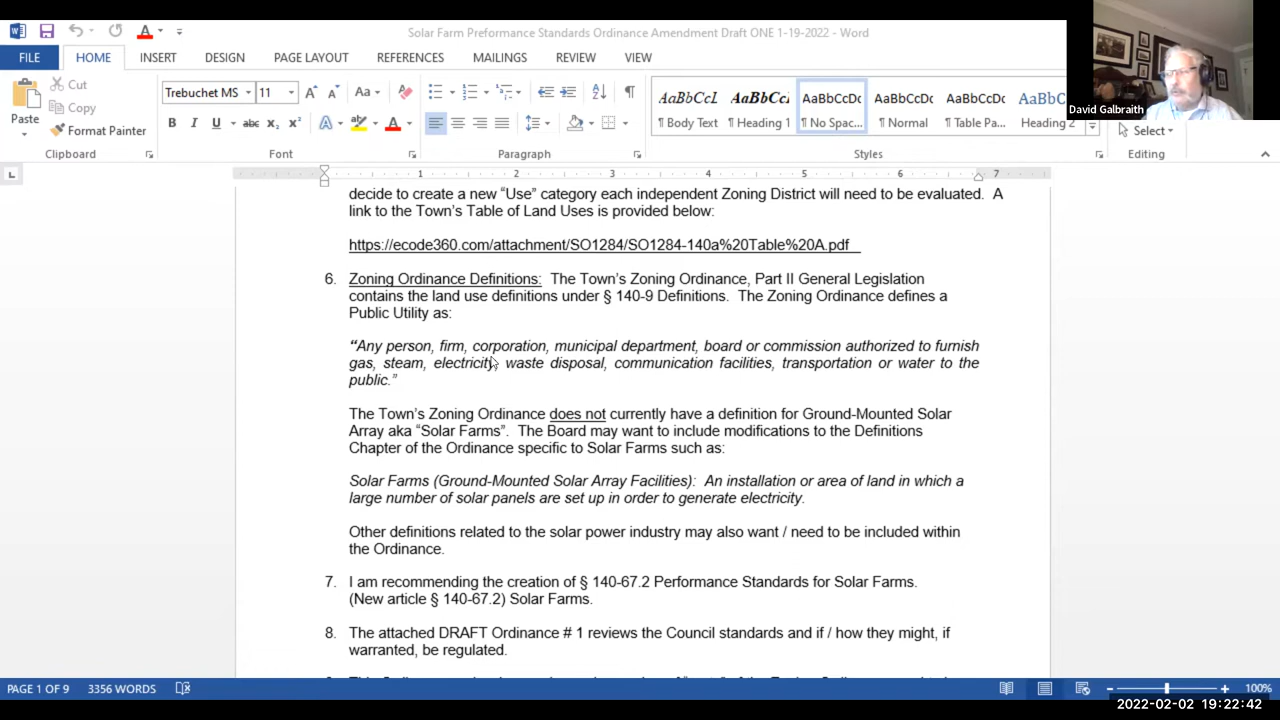 Solar Farm Preformance Standards Ordinance Amendment Draft ONE 1-19-2022 - Word
FILE HOME INSERT DESIGN PAGE LAYOUT REFERENCES MAILINGS REVIEW VIEW
Cut
Copy
Format Painter
Paste
Trebuchet MS 11
Aa
B I U abc x₂ x² A A
AaBbCcL AaBbCcI AaBbCcDc AaBbCcDc AaBbCcDc AaBbC
¶ Body Text ¶ Heading 1 ¶ No Spac... ¶ Normal ¶ Table Pa... Heading 2
David Galbraith
Select
Clipboard Font Paragraph Styles Editing
1 2 3 4 5 6 7
decide to create a new “Use” category each independent Zoning District will need to be evaluated. A
link to the Town’s Table of Land Uses is provided below:
https://ecode360.com/attachment/SO1284/SO1284-140a%20Table%20A.pdf
6. Zoning Ordinance Definitions: The Town’s Zoning Ordinance, Part II General Legislation
contains the land use definitions under § 140-9 Definitions. The Zoning Ordinance defines a
Public Utility as:
“Any person, firm, corporation, municipal department, board or commission authorized to furnish
gas, steam, electricity, waste disposal, communication facilities, transportation or water to the
public.”
The Town’s Zoning Ordinance does not currently have a definition for Ground-Mounted Solar
Array aka “Solar Farms”. The Board may want to include modifications to the Definitions
Chapter of the Ordinance specific to Solar Farms such as:
Solar Farms (Ground-Mounted Solar Array Facilities): An installation or area of land in which a
large number of solar panels are set up in order to generate electricity.
Other definitions related to the solar power industry may also want / need to be included within
the Ordinance.
7. I am recommending the creation of § 140-67.2 Performance Standards for Solar Farms.
(New article § 140-67.2) Solar Farms.
8. The attached DRAFT Ordinance # 1 reviews the Council standards and if / how they might, if
warranted, be regulated.
PAGE 1 OF 9 3356 WORDS 100%
2022-02-02 19:22:42